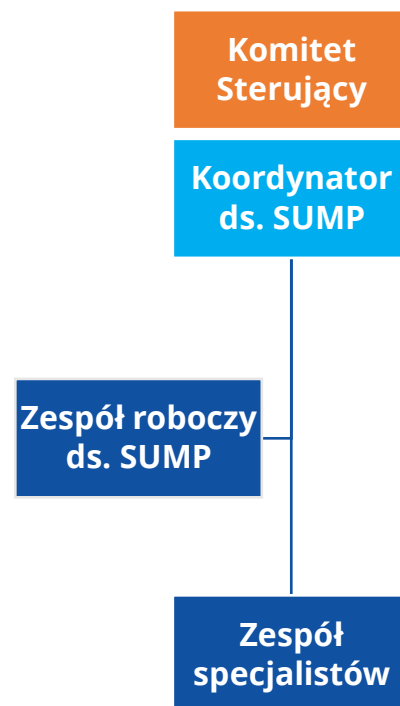 Komitet
Sterujący
Koordynator
ds. SUMP
Zespół roboczy
ds. SUMP
Zespół
specjalistów